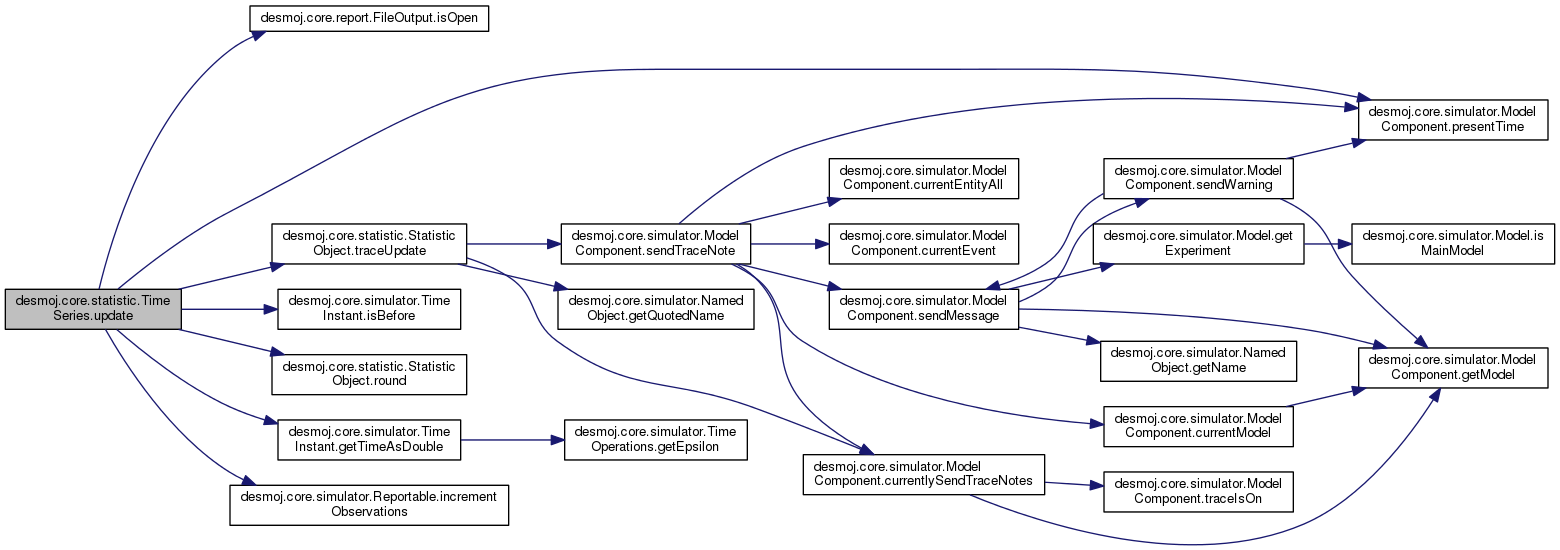 desmoj.core.report.FileOutput.isOpen
desmoj.core.simulator.Model
Component.presentTime
desmoj.core.simulator.Model
Component.currentEntityAll
desmoj.core.simulator.Model
Component.sendWarning
desmoj.core.statistic.Statistic
Object.traceUpdate
desmoj.core.simulator.Model
Component.sendTraceNote
desmoj.core.simulator.Model
Component.currentEvent
desmoj.core.simulator.Model.get
Experiment
desmoj.core.simulator.Model.is
MainModel
desmoj.core.statistic.Time
Series.update
desmoj.core.simulator.Time
Instant.isBefore
desmoj.core.simulator.Named
Object.getQuotedName
desmoj.core.simulator.Model
Component.sendMessage
desmoj.core.simulator.Named
Object.getName
desmoj.core.simulator.Model
Component.getModel
desmoj.core.statistic.Statistic
Object.round
desmoj.core.simulator.Time
Instant.getTimeAsDouble
desmoj.core.simulator.Time
Operations.getEpsilon
desmoj.core.simulator.Model
Component.currentModel
desmoj.core.simulator.Model
Component.currentlySendTraceNotes
desmoj.core.simulator.Model
Component.traceIsOn
desmoj.core.simulator.Reportable.increment
Observations